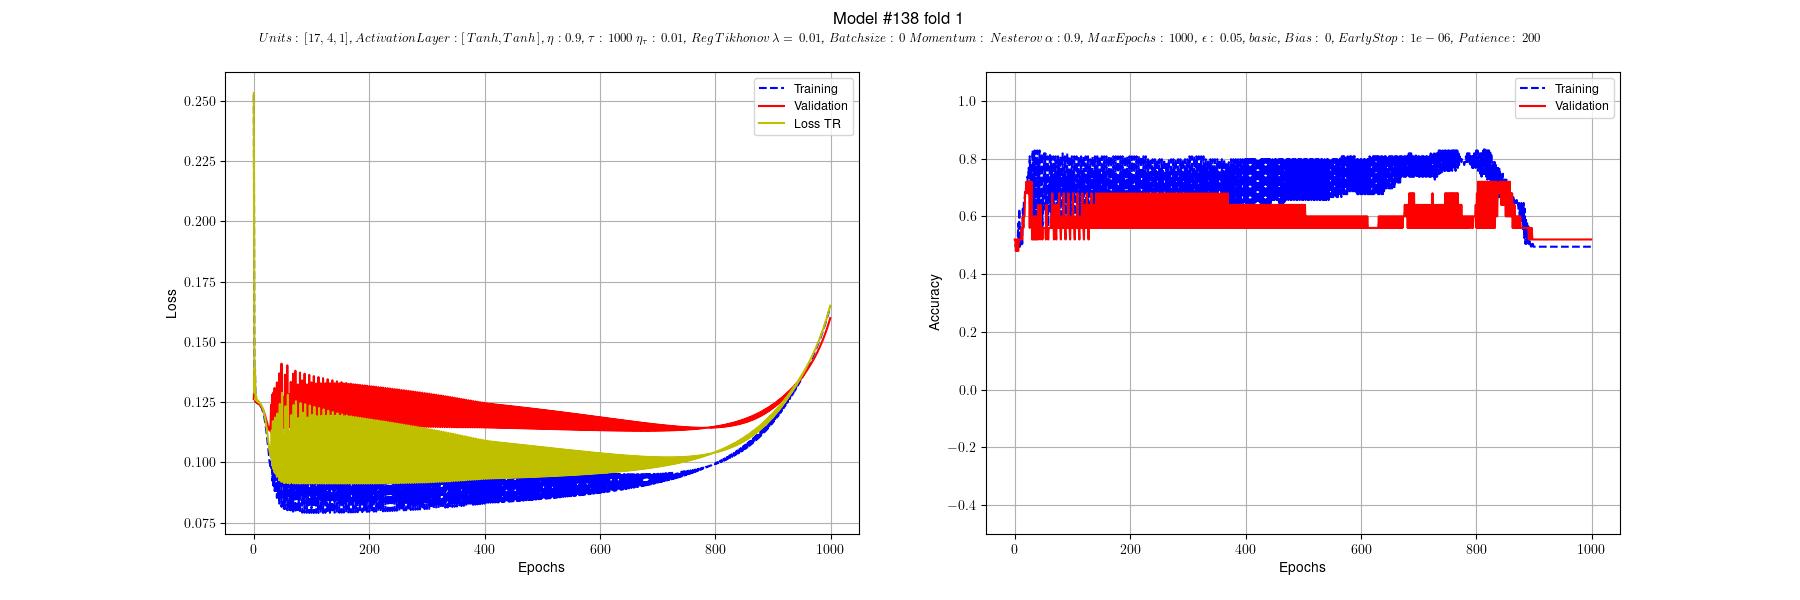 Model #138 fold 1
Units : [17, 4, 1], ActivationLayer : [Tanh, Tanh], η : 0.9, τ : 1000 η_τ : 0.01, RegTikhonov λ = 0.01, Batchsize : 0 Momentum : Nesterov α : 0.9, MaxEpochs : 1000, ϵ : 0.05, basic, Bias : 0, EarlyStop : 1e − 06, Patience : 200
0.250
0.225
0.200
0.175
0.150
0.125
0.100
0.075
Loss
0 200 400 600 800 1000
Epochs
Training
Validation
Loss TR
1.0
0.8
0.6
0.4
0.2
0.0
−0.2
−0.4
Accuracy
0 200 400 600 800 1000
Epochs
Training
Validation